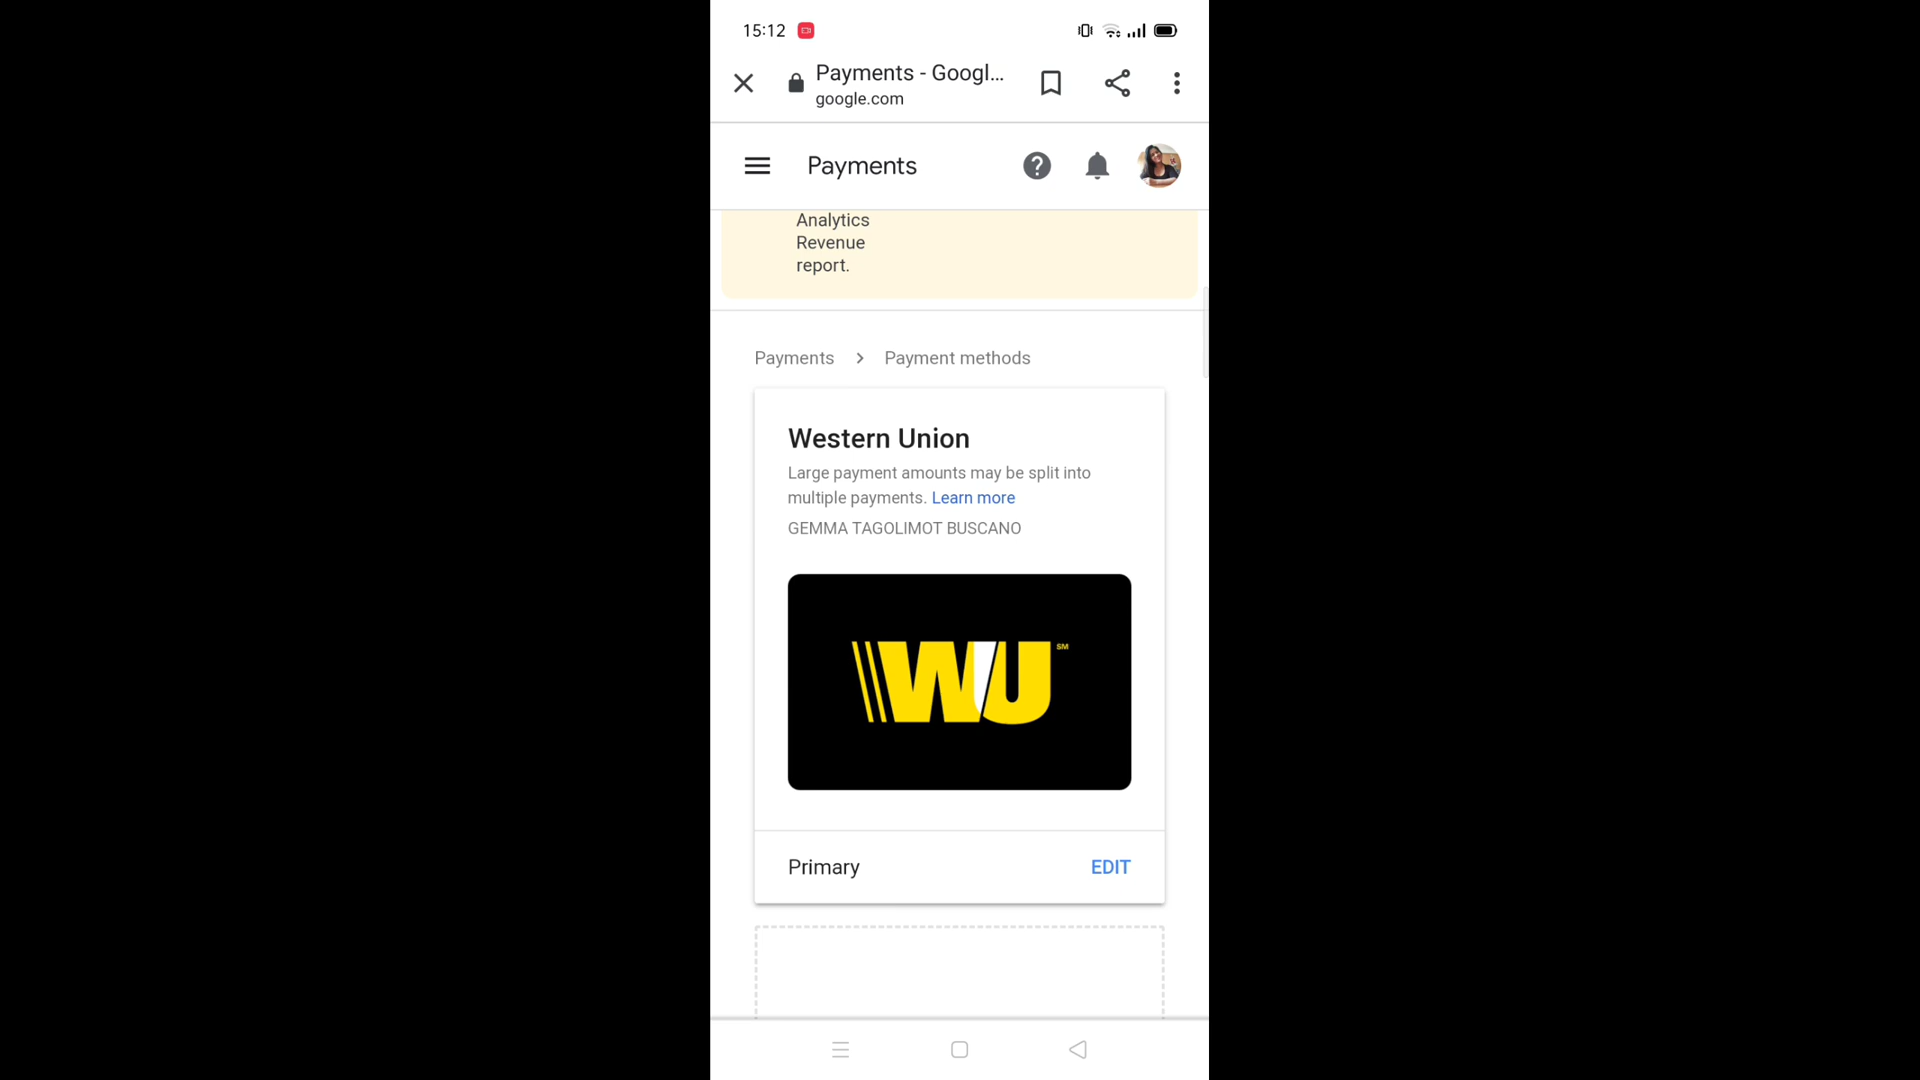 15:12
Payments - Googl...
google.com
Payments
Analytics
Revenue
report.
Payments > Payment methods
Western Union
Large payment amounts may be split into
multiple payments. Learn more
GEMMA TAGOLIMOT BUSCANO
WU SM
Primary
EDIT